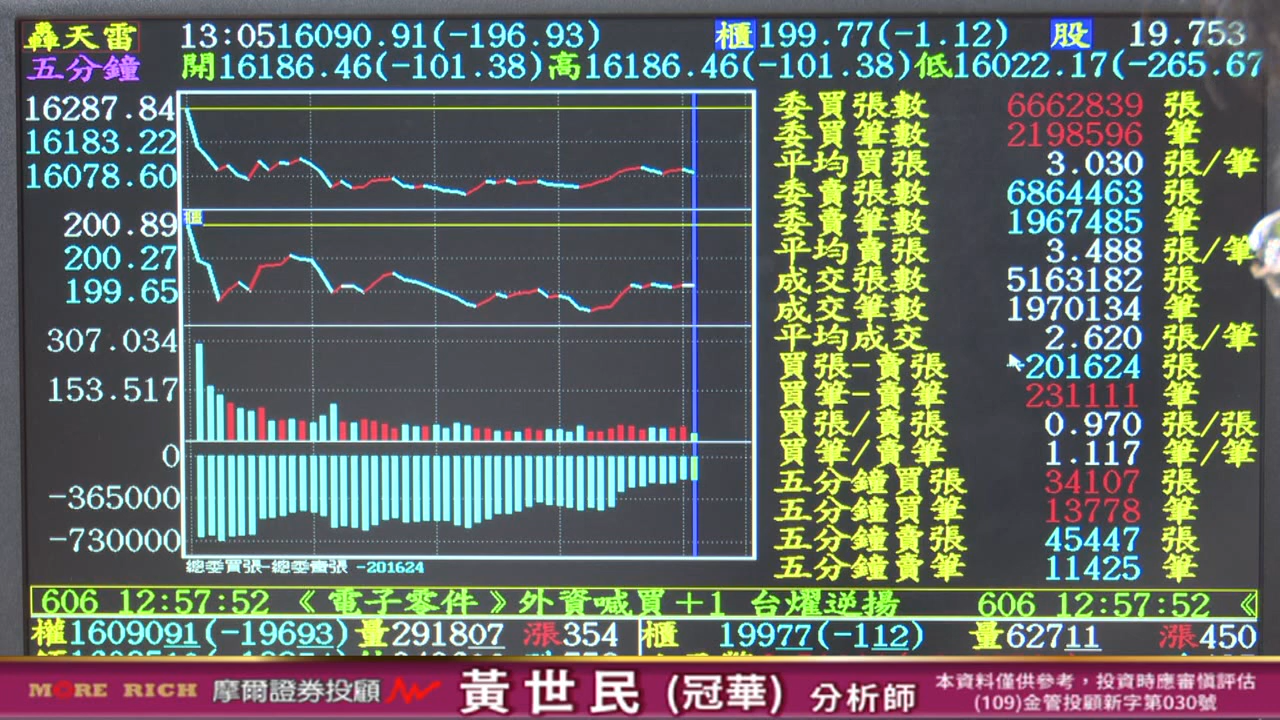 轟天雷 13:05 16090.91(-196.93) 櫃199.77(-1.12) 股 19.753
五分鐘 開16186.46(-101.38)高16186.46(-101.38)低16022.17(-265.67
16287.84
16183.22
16078.60
櫃
200.89
200.27
199.65
307.034
153.517
0
-365000
-730000
總委買張-總委賣張 -201624
委買張數 6662839 張
委買筆數 2198596 筆
平均買張 3.030 張/筆
委賣張數 6864463 張
委賣筆數 1967485 筆
平均賣張 3.488 張/筆
成交張數 5163182 張
成交筆數 1970134 筆
平均成交 2.620 張/筆
買張-賣張 -201624 張
買筆-賣筆 231111 筆
買張/賣張 0.970 張/張
買筆/賣筆 1.117 筆/筆
五分鐘買張 34107 張
五分鐘買筆 13778 筆
五分鐘賣張 45447 張
五分鐘賣筆 11425 筆
606 12:57:52 《電子零件》外資喊買+1 台燿逆揚 606 12:57:52 《
權1609091(-19693)量291807 漲354 櫃 19977(-112) 量62711 漲450
MORE RICH 摩爾證券投顧 黃世民 (冠華) 分析師
本資料僅供參考，投資時應審慎評估
(109)金管投顧新字第030號